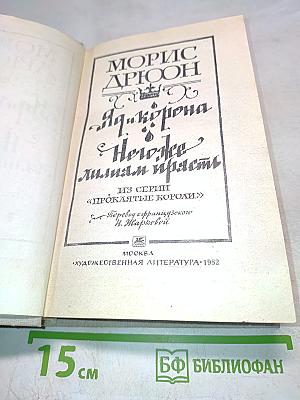 МОРИС
ДРЮОН
Яд и корона
Негоже
лилиям прясть
ИЗ СЕРИИ
«ПРОКЛЯТЫЕ КОРОЛИ»
Перевод с французского
Н. Жарковой
МОСКВА
«ХУДОЖЕСТВЕННАЯ ЛИТЕРАТУРА» 1982
15 см
БФ БИБЛИОФАН